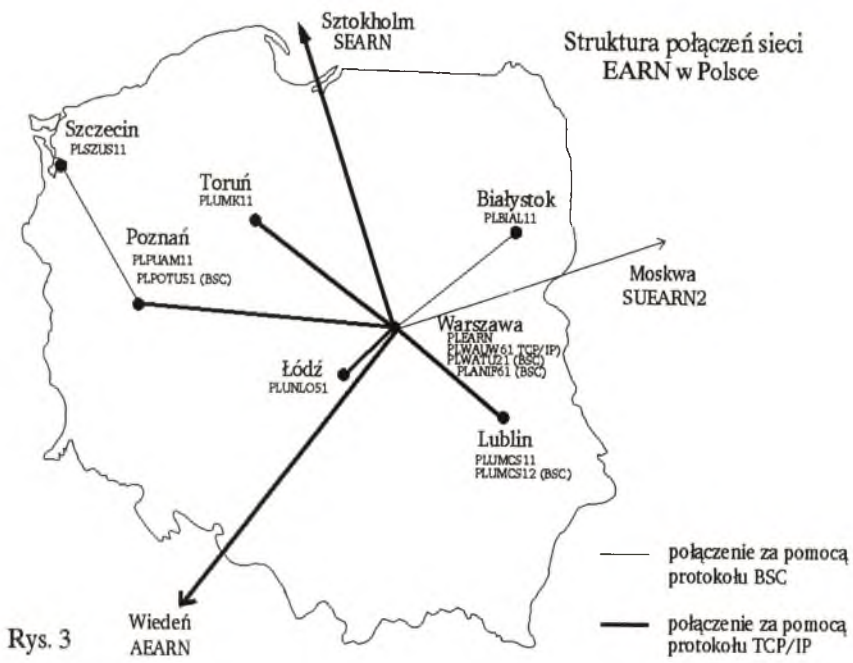 Sztokholm
SEARN
Struktura połączeń sieci
EARN w Polsce
Szczecin
PLSZUS11
Toruń
PLUMK11
Białystok
PLBIAL11
Poznań
PLPUAM11
PLPOTU51 (BSC)
Moskwa
SUEARN2
Warszawa
PLEARN
PLWAUW61 TCP/IP)
PLWATU21 (BSC)
PLANIF61 (BSC)
Łódź
PLUNLO51
Lublin
PLUMCS11
PLUMCS12 (BSC)
połączenie za pomocą
protokołu BSC
Wiedeń
AEARN
połączenie za pomocą
protokołu TCP/IP
Rys. 3